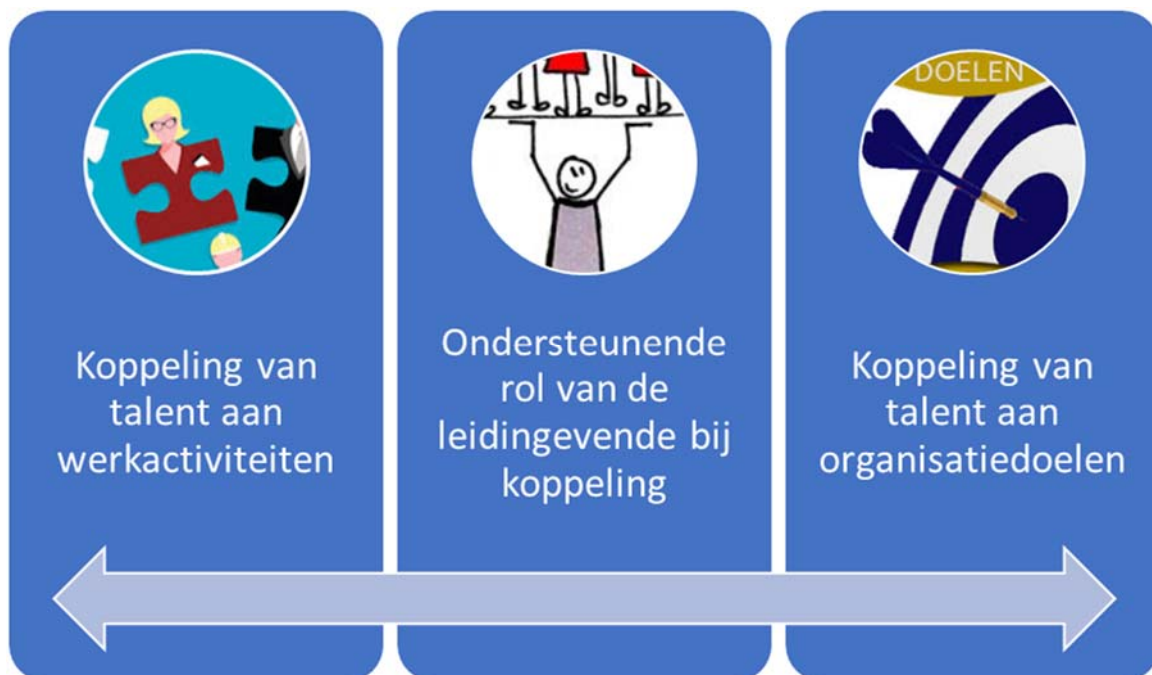 Koppeling van
talent aan
werkactiviteiten
Ondersteunende
rol van de
leidingevende bij
koppeling
DOELEN
Koppeling van
talent aan
organisatiedoelen